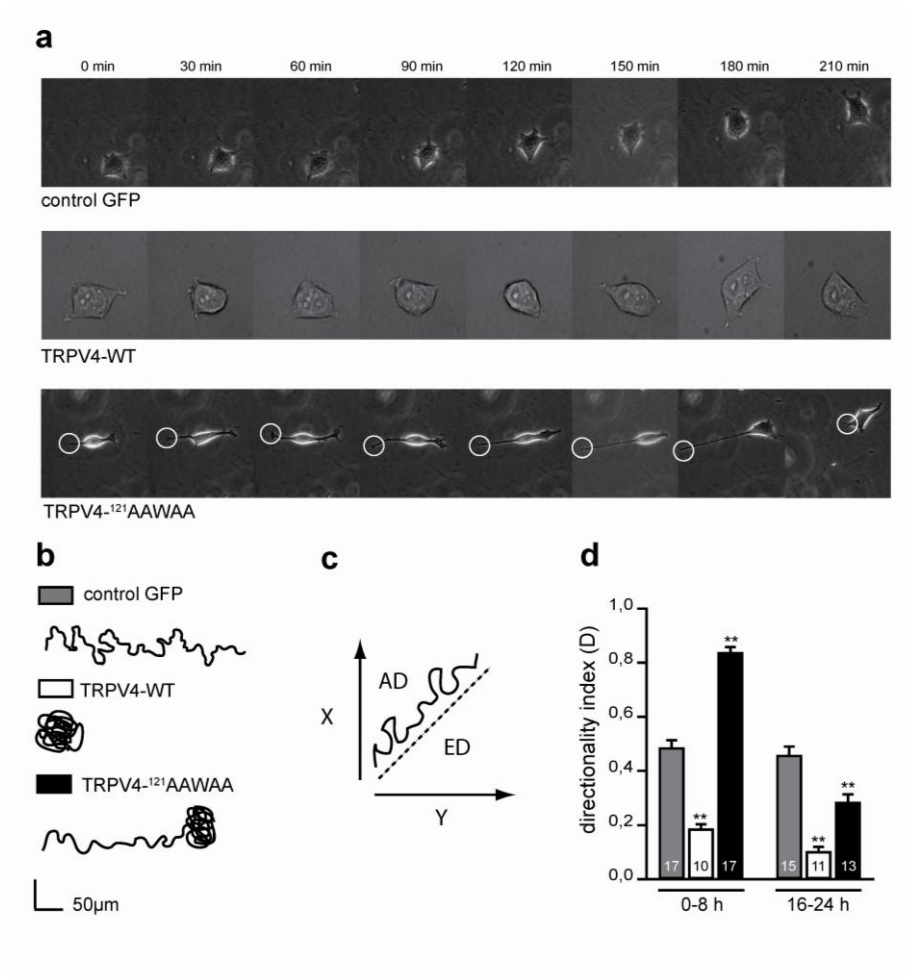 a
0 min 30 min 60 min 90 min 120 min 150 min 180 min 210 min
control GFP
TRPV4-WT
TRPV4-¹²¹AAWAA
b
control GFP
TRPV4-WT
TRPV4-¹²¹AAWAA
50µm
c
AD
X
ED
Y
d
directionality index (D)
1,0
0,8
0,6
0,4
0,2
0,0
** ** ** **
17 10 17 15 11 13
0-8 h 16-24 h